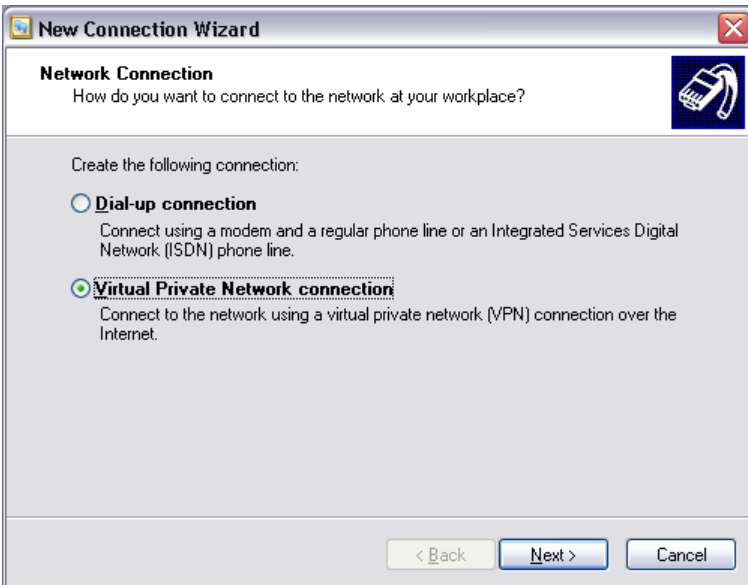 New Connection Wizard
Network Connection
How do you want to connect to the network at your workplace?
Create the following connection:
Dial-up connection
Connect using a modem and a regular phone line or an Integrated Services Digital
Network (ISDN) phone line.
Virtual Private Network connection
Connect to the network using a virtual private network (VPN) connection over the
Internet.
< Back
Next >
Cancel